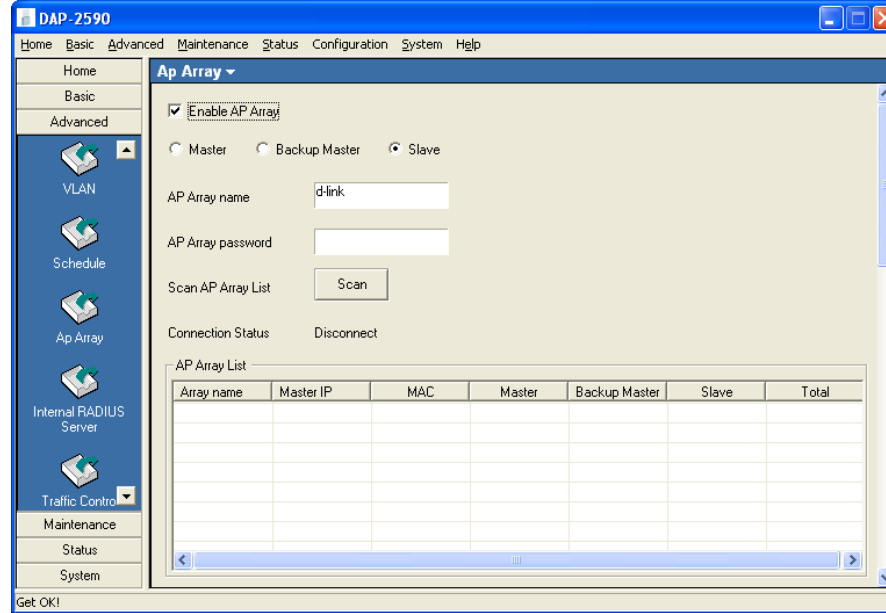 DAP-2590
Home Basic Advanced Maintenance Status Configuration System Help
Home
Basic
Advanced
VLAN
Schedule
Ap Array
Internal RADIUS
Server
Traffic Contro
Maintenance
Status
System
Ap Array
Enable AP Array
Master Backup Master Slave
AP Array name d-link
AP Array password
Scan AP Array List Scan
Connection Status Disconnect
AP Array List
Array name Master IP MAC Master Backup Master Slave Total
Get OK!